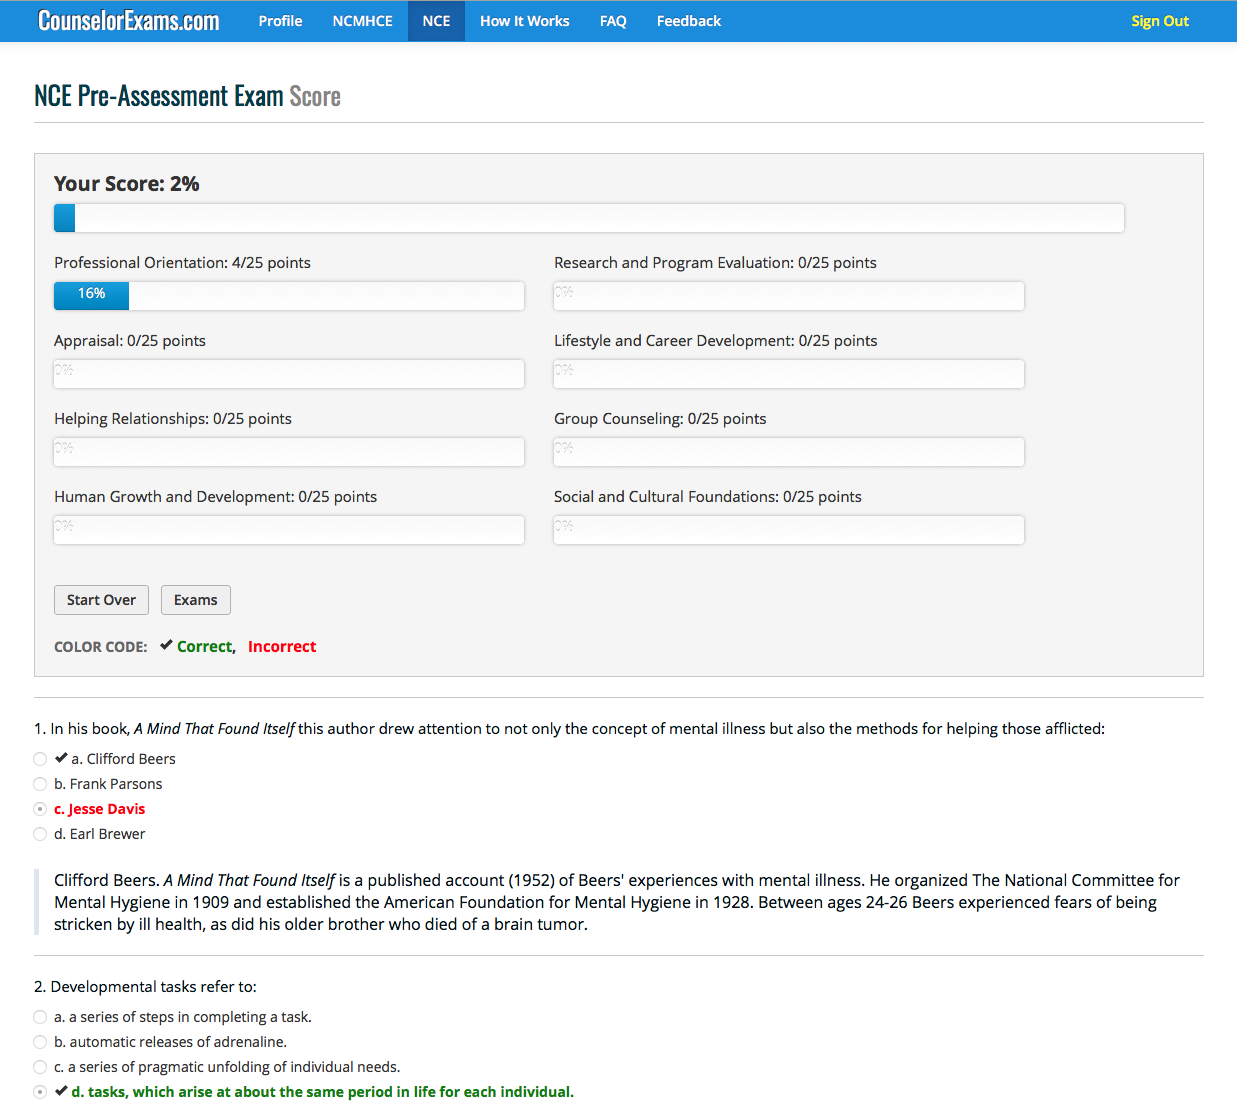 CounselorExams.com Profile NCMHCE NCE How It Works FAQ Feedback Sign Out
NCE Pre-Assessment Exam Score
Your Score: 2%
Professional Orientation: 4/25 points Research and Program Evaluation: 0/25 points
16% 0%
Appraisal: 0/25 points Lifestyle and Career Development: 0/25 points
0% 0%
Helping Relationships: 0/25 points Group Counseling: 0/25 points
0% 0%
Human Growth and Development: 0/25 points Social and Cultural Foundations: 0/25 points
0% 0%
Start Over Exams
COLOR CODE: ✔ Correct, Incorrect
1. In his book, A Mind That Found Itself this author drew attention to not only the concept of mental illness but also the methods for helping those afflicted:
✔ a. Clifford Beers
b. Frank Parsons
c. Jesse Davis
d. Earl Brewer
Clifford Beers. A Mind That Found Itself is a published account (1952) of Beers' experiences with mental illness. He organized The National Committee for
Mental Hygiene in 1909 and established the American Foundation for Mental Hygiene in 1928. Between ages 24-26 Beers experienced fears of being
stricken by ill health, as did his older brother who died of a brain tumor.
2. Developmental tasks refer to:
a. a series of steps in completing a task.
b. automatic releases of adrenaline.
c. a series of pragmatic unfolding of individual needs.
✔ d. tasks, which arise at about the same period in life for each individual.